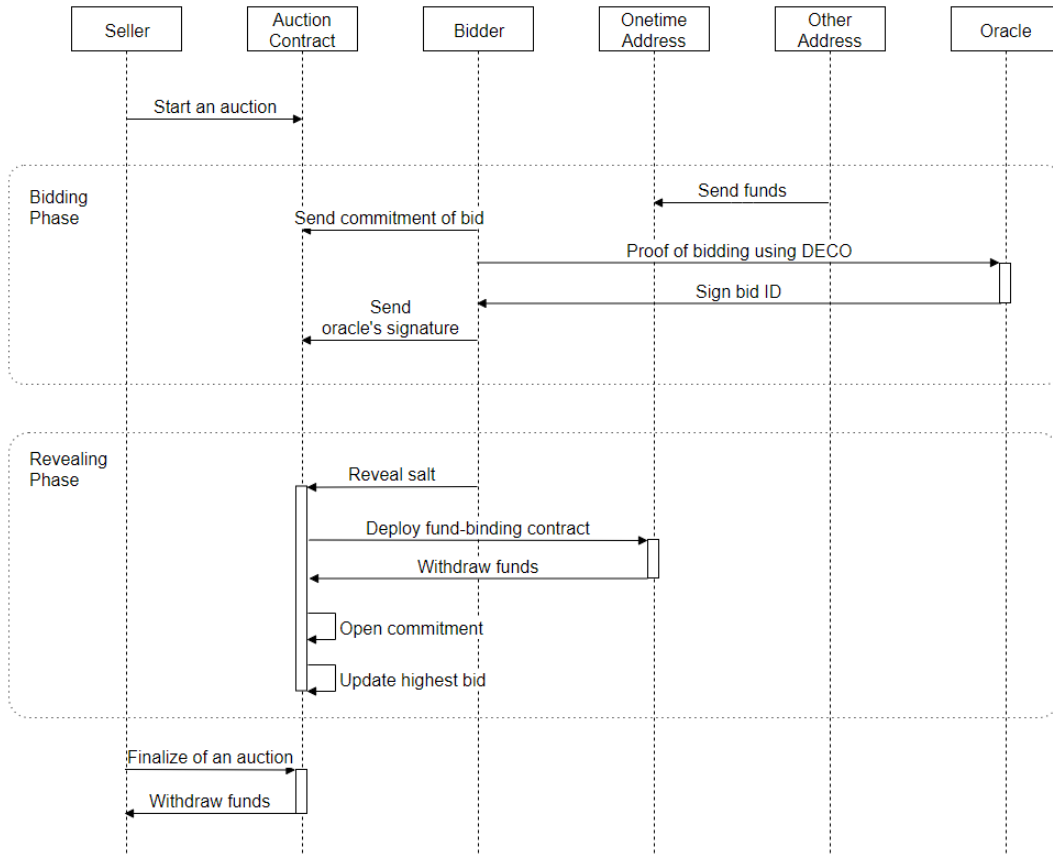 Seller
Auction
Contract
Bidder
Onetime
Address
Other
Address
Oracle
Start an auction
Bidding
Phase
Send funds
Send commitment of bid
Proof of bidding using DECO
Sign bid ID
Send
oracle's signature
Revealing
Phase
Reveal salt
Deploy fund-binding contract
Withdraw funds
Open commitment
Update highest bid
Finalize of an auction
Withdraw funds